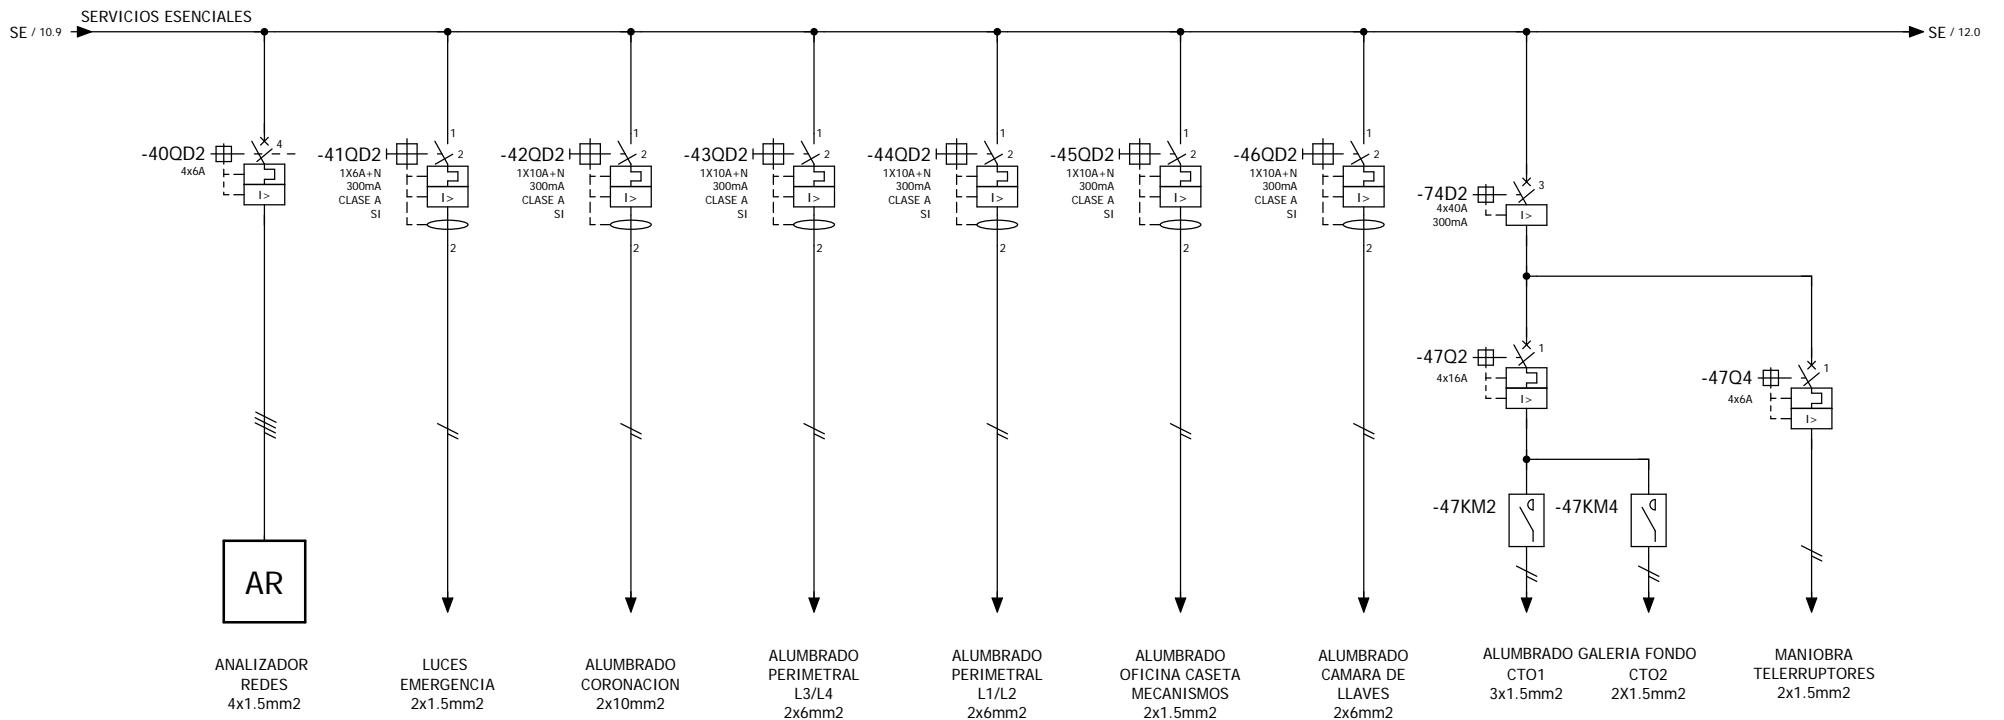 SERVICIOS ESENCIALES
SE / 10.9
SE / 12.0
-40QD2
4x6A
4
I>
-41QD2
1X6A+N
300mA
CLASE A
SI
1
2
I>
2
-42QD2
1X10A+N
300mA
CLASE A
SI
1
2
I>
2
-43QD2
1X10A+N
300mA
CLASE A
SI
1
2
I>
2
-44QD2
1X10A+N
300mA
CLASE A
SI
1
2
I>
2
-45QD2
1X10A+N
300mA
CLASE A
SI
1
2
I>
2
-46QD2
1X10A+N
300mA
CLASE A
SI
1
2
I>
2
-74D2
4x40A
300mA
3
I>
-47Q2
4x16A
1
I>
-47Q4
4x6A
1
I>
-47KM2
-47KM4
AR
ANALIZADOR
REDES
4x1.5mm2
LUCES
EMERGENCIA
2x1.5mm2
ALUMBRADO
CORONACION
2x10mm2
ALUMBRADO
PERIMETRAL
L3/L4
2x6mm2
ALUMBRADO
PERIMETRAL
L1/L2
2x6mm2
ALUMBRADO
OFICINA CASETA
MECANISMOS
2x1.5mm2
ALUMBRADO
CAMARA DE
LLAVES
2x6mm2
ALUMBRADO GALERIA FONDO
CTO1
3x1.5mm2
CTO2
2X1.5mm2
MANIOBRA
TELERRUPTORES
2x1.5mm2